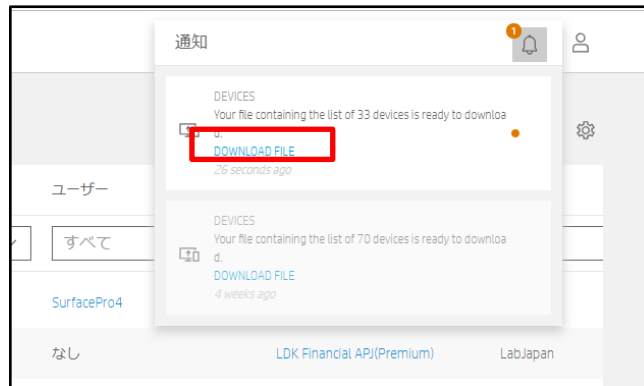 通知
1
DEVICES
Your file containing the list of 33 devices is ready to downloa
d.
DOWNLOAD FILE
26 seconds ago
DEVICES
Your file containing the list of 70 devices is ready to downloa
d.
DOWNLOAD FILE
4 weeks ago
ユーザー
すべて
SurfacePro4
なし LDK Financial APJ(Premium) LabJapan